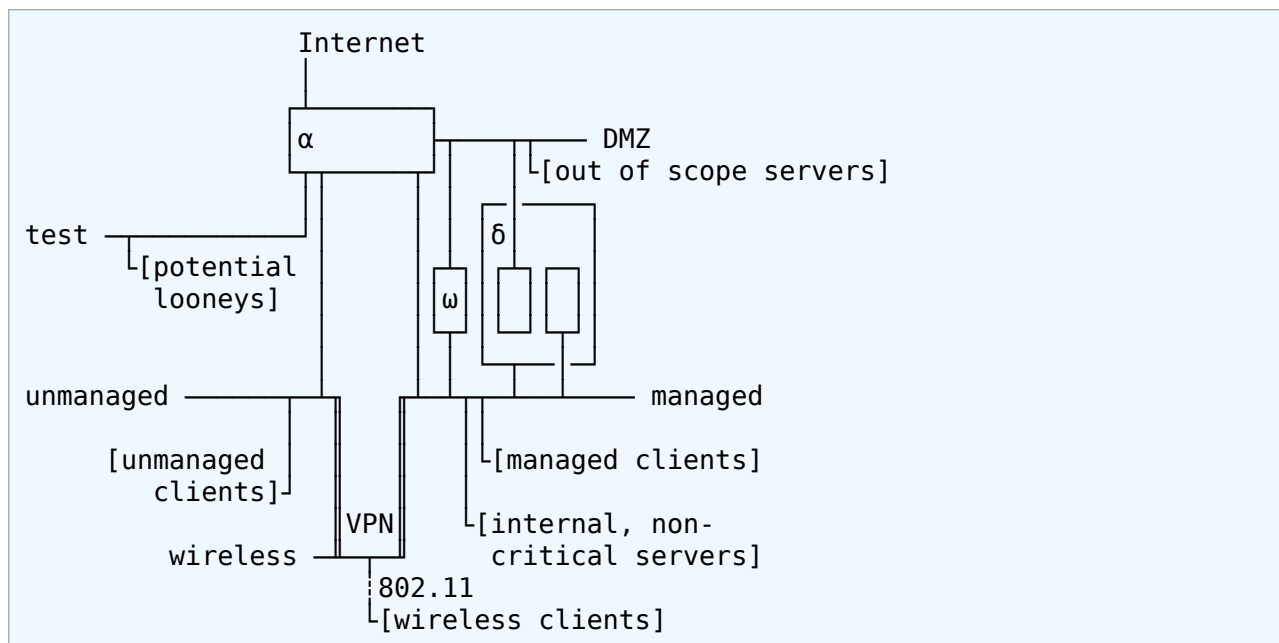 Internet
α
DMZ
[out of scope servers]
test
δ
[potential
looneys]
ω
unmanaged
managed
[unmanaged
clients]
[managed clients]
VPN
[internal, non-
wireless
critical servers]
802.11
[wireless clients]